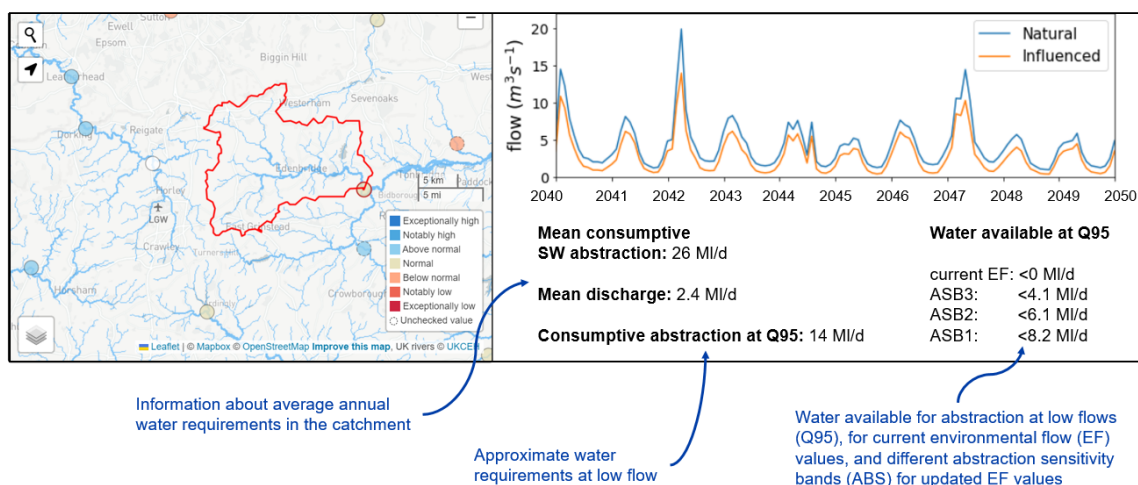 Sutton
Ewell
Epsom
Biggin Hill
Leatherhead
Westerham
Sevenoaks
West
Dorking
Reigate
Edenbridge
Tonbridge
Paddock
Horley
Bidborough
5 km
5 mi
LGW
East Grinstead
Crawley
Turners
Crowborough
Horsham
Exceptionally high
Notably high
Above normal
Normal
Below normal
Notably low
Exceptionally low
Unchecked value
Leaflet | © Mapbox © OpenStreetMap Improve this map, UK rivers © UKCEH
flow (m³s⁻¹)
20
15
10
5
0
Natural
Influenced
2040 2041 2042 2043 2044 2045 2046 2047 2048 2049 2050
Mean consumptive
SW abstraction: 26 Ml/d
Mean discharge: 2.4 Ml/d
Consumptive abstraction at Q95: 14 Ml/d
Water available at Q95
current EF: <0 Ml/d
ASB3: <4.1 Ml/d
ASB2: <6.1 Ml/d
ASB1: <8.2 Ml/d
Information about average annual
water requirements in the catchment
Approximate water
requirements at low flow
Water available for abstraction at low flows
(Q95), for current environmental flow (EF)
values, and different abstraction sensitivity
bands (ABS) for updated EF values